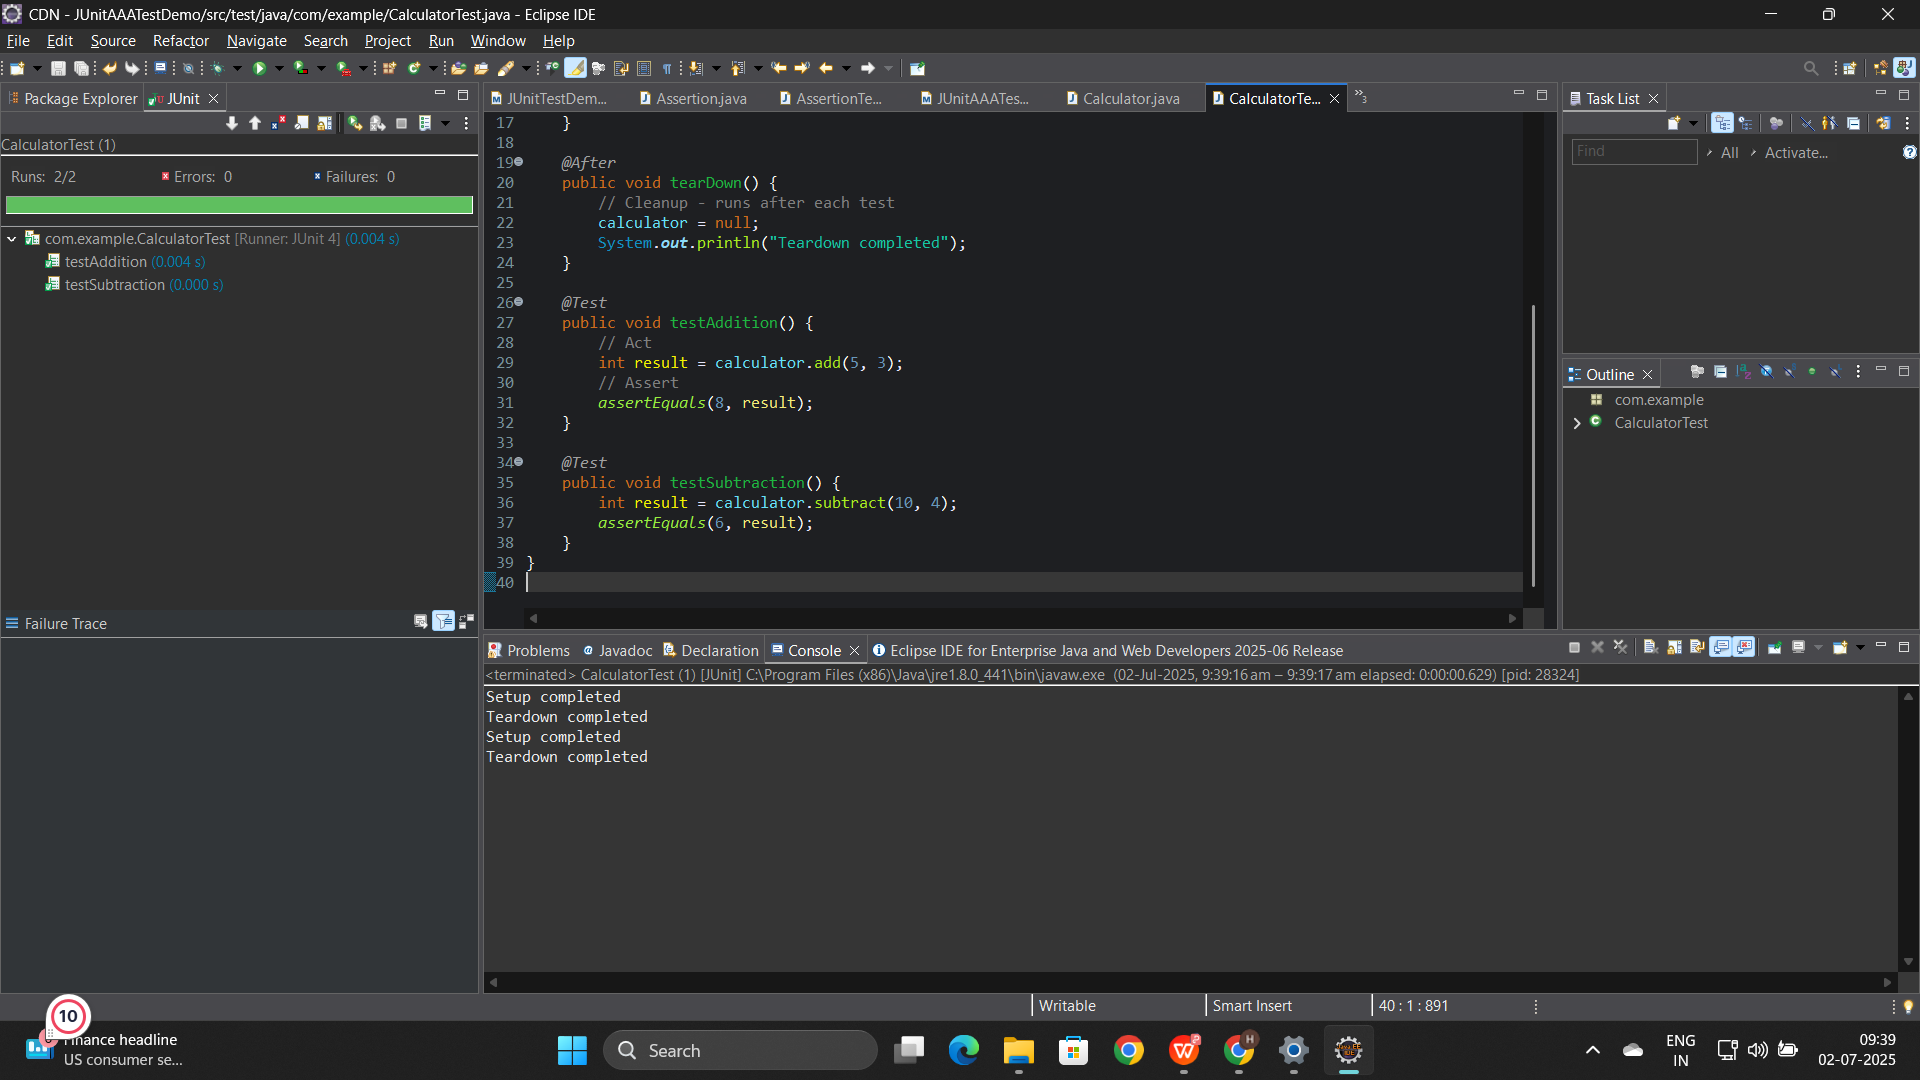 CDN - JUnitAAATestDemo/src/test/java/com/example/CalculatorTest.java - Eclipse IDE
File Edit Source Refactor Navigate Search Project Run Window Help
Package Explorer JUnit
CalculatorTest (1)
Runs: 2/2 Errors: 0 Failures: 0
com.example.CalculatorTest [Runner: JUnit 4] (0.004 s)
testAddition (0.004 s)
testSubtraction (0.000 s)
Failure Trace
JUnitTestDem... Assertion.java AssertionTe... JUnitAAATes... Calculator.java CalculatorTe... 3
17 }
18
19 @After
20 public void tearDown() {
21 // Cleanup - runs after each test
22 calculator = null;
23 System.out.println("Teardown completed");
24 }
25
26 @Test
27 public void testAddition() {
28 // Act
29 int result = calculator.add(5, 3);
30 // Assert
31 assertEquals(8, result);
32 }
33
34 @Test
35 public void testSubtraction() {
36 int result = calculator.subtract(10, 4);
37 assertEquals(6, result);
38 }
39 }
40
Task List
Find All Activate...
Outline
com.example
CalculatorTest
Problems Javadoc Declaration Console Eclipse IDE for Enterprise Java and Web Developers 2025-06 Release
<terminated> CalculatorTest (1) [JUnit] C:\Program Files (x86)\Java\jre1.8.0_441\bin\javaw.exe (02-Jul-2025, 9:39:16 am – 9:39:17 am elapsed: 0:00:00.629) [pid: 28324]
Setup completed
Teardown completed
Setup completed
Teardown completed
Writable Smart Insert 40 : 1 : 891
10
Finance headline
US consumer se...
Search
ENG
IN
09:39
02-07-2025